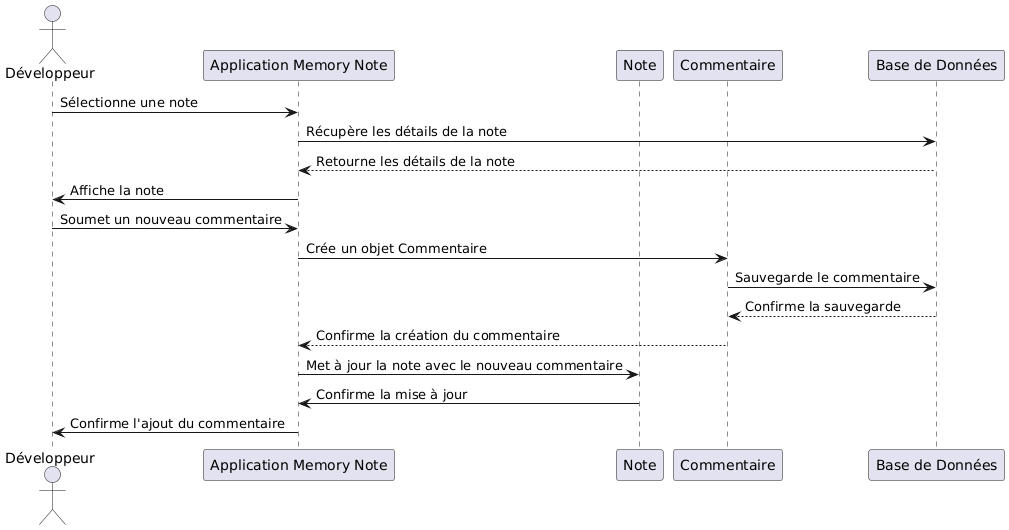 Développeur
Application Memory Note
Note
Commentaire
Base de Données
Sélectionne une note
Récupère les détails de la note
Retourne les détails de la note
Affiche la note
Soumet un nouveau commentaire
Crée un objet Commentaire
Sauvegarde le commentaire
Confirme la sauvegarde
Confirme la création du commentaire
Met à jour la note avec le nouveau commentaire
Confirme la mise à jour
Confirme l'ajout du commentaire
Développeur
Application Memory Note
Note
Commentaire
Base de Données